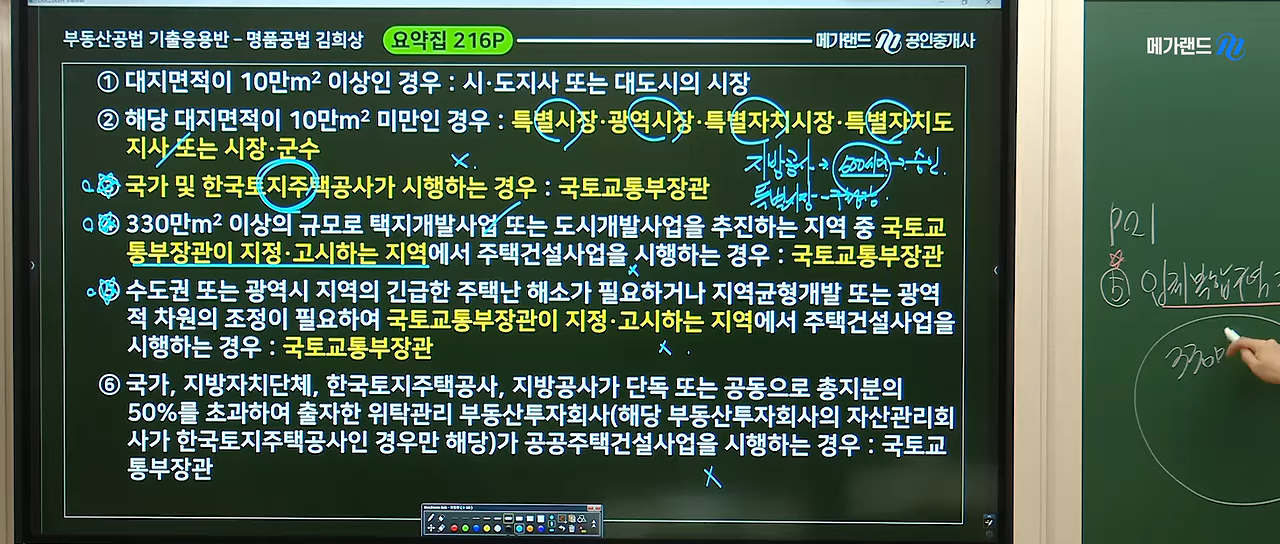 부동산공법 기출응용반 – 명품공법 김희상
요약집 216P
메가랜드 공인중개사
① 대지면적이 10만m² 이상인 경우 : 시·도지사 또는 대도시의 시장
② 해당 대지면적이 10만m² 미만인 경우 : 특별시장·광역시장·특별자치시장·특별자치도
지사 또는 시장·군수
국가 및 한국토지주택공사가 시행하는 경우 : 국토교통부장관
330만m² 이상의 규모로 택지개발사업 또는 도시개발사업을 추진하는 지역 중 국토교
통부장관이 지정·고시하는 지역에서 주택건설사업을 시행하는 경우 : 국토교통부장관
수도권 또는 광역시 지역의 긴급한 주택난 해소가 필요하거나 지역균형개발 또는 광역
적 차원의 조정이 필요하여 국토교통부장관이 지정·고시하는 지역에서 주택건설사업을
시행하는 경우 : 국토교통부장관
⑥ 국가, 지방자치단체, 한국토지주택공사, 지방공사가 단독 또는 공동으로 총지분의
50%를 초과하여 출자한 위탁관리 부동산투자회사(해당 부동산투자회사의 자산관리회
사가 한국토지주택공사인 경우만 해당)가 공공주택건설사업을 시행하는 경우 : 국토교
통부장관
지방공사 → → 승인
특별시장
메가랜드
P21
⑤
330만